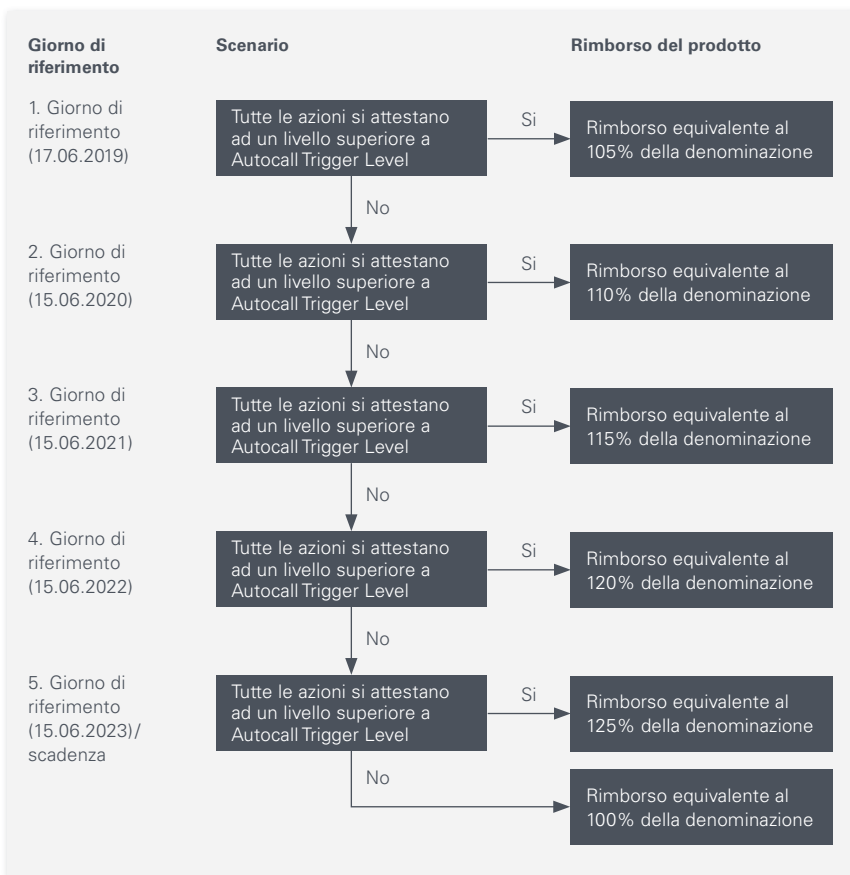 Giorno di
riferimento
Scenario
Rimborso del prodotto
1. Giorno di
riferimento
(17.06.2019)
Tutte le azioni si attestano
ad un livello superiore a
Autocall Trigger Level
Si
Rimborso equivalente al
105% della denominazione
No
2. Giorno di
riferimento
(15.06.2020)
Tutte le azioni si attestano
ad un livello superiore a
Autocall Trigger Level
Si
Rimborso equivalente al
110% della denominazione
No
3. Giorno di
riferimento
(15.06.2021)
Tutte le azioni si attestano
ad un livello superiore a
Autocall Trigger Level
Si
Rimborso equivalente al
115% della denominazione
No
4. Giorno di
riferimento
(15.06.2022)
Tutte le azioni si attestano
ad un livello superiore a
Autocall Trigger Level
Si
Rimborso equivalente al
120% della denominazione
No
5. Giorno di
riferimento
(15.06.2023)/
scadenza
Tutte le azioni si attestano
ad un livello superiore a
Autocall Trigger Level
Si
Rimborso equivalente al
125% della denominazione
No
Rimborso equivalente al
100% della denominazione